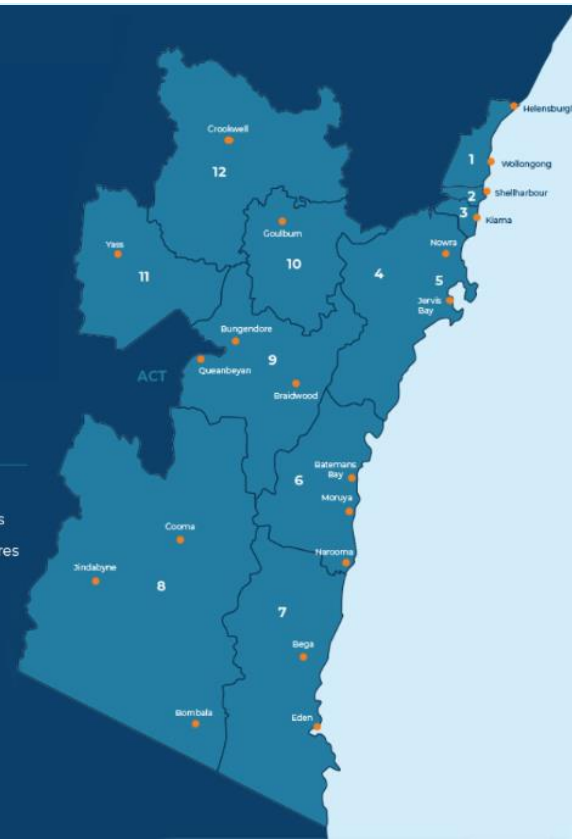 Helensburgh
Crookwell
1
Wollongong
12
2
Shellharbour
3
Kiama
Goulburn
Yass
Nowra
10
4
11
5
Jervis
Bay
Bungendore
9
ACT
Queanbeyan
Braidwood
Batemans
Bay
6
Moruya
s
Cooma
res
Narooma
Jindabyne
8
7
Bega
Bombala
Eden